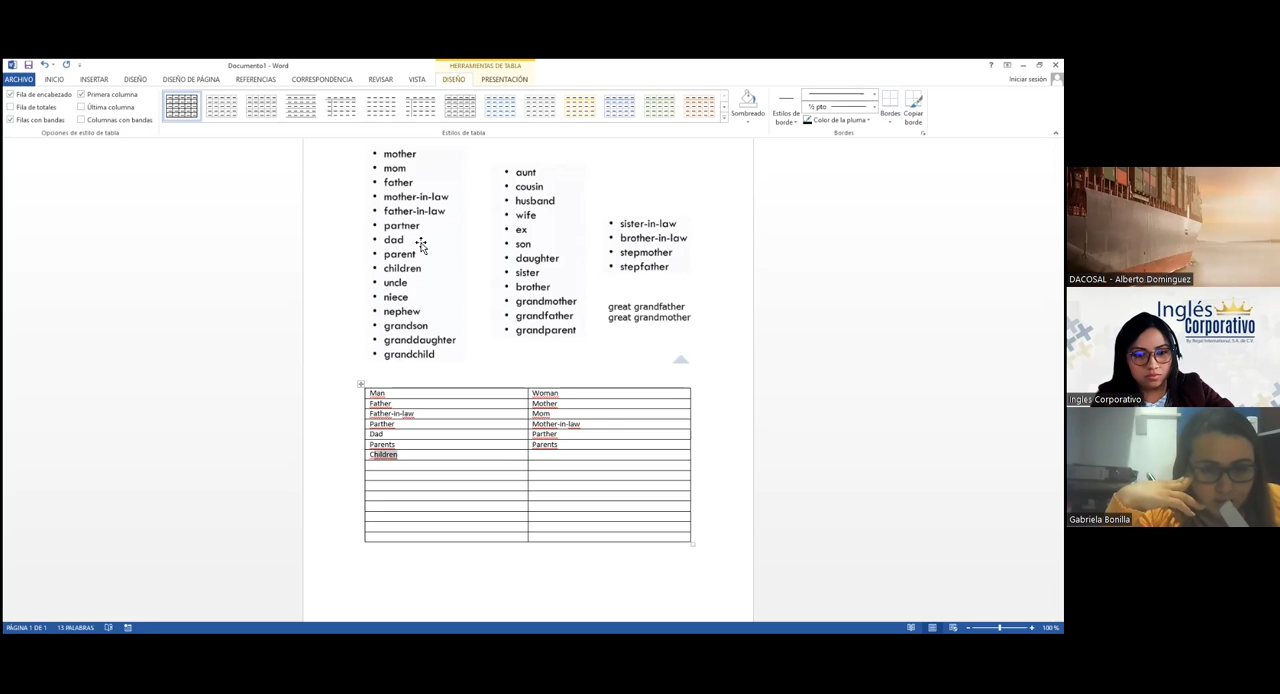 Documento1 - Word
HERRAMIENTAS DE TABLA
ARCHIVO INICIO INSERTAR DISEÑO DISEÑO DE PÁGINA REFERENCIAS CORRESPONDENCIA REVISAR VISTA DISEÑO PRESENTACIÓN
Iniciar sesión
Fila de encabezado
Primera columna
Fila de totales
Última columna
Filas con bandas
Columnas con bandas
Opciones de estilo de tabla
Estilos de tabla
Sombreado
Estilos de borde
½ pto
Color de la pluma
Bordes
Copiar borde
Bordes
mother
mom
father
mother-in-law
father-in-law
partner
dad
parent
children
uncle
niece
nephew
grandson
granddaughter
grandchild
aunt
cousin
husband
wife
ex
son
daughter
sister
brother
grandmother
grandfather
grandparent
sister-in-law
brother-in-law
stepmother
stepfather
great grandfather
great grandmother
Man Woman
Father Mother
Father-in-law Mom
Parther Mother-in-law
Dad Parther
Parents Parents
Children
PÁGINA 1 DE 1 13 PALABRAS
100 %
DACOSAL - Alberto Dominguez
Inglés
Corporativo
By Regal International, S.A. de C.V.
Inglés Corporativo
Gabriela Bonilla